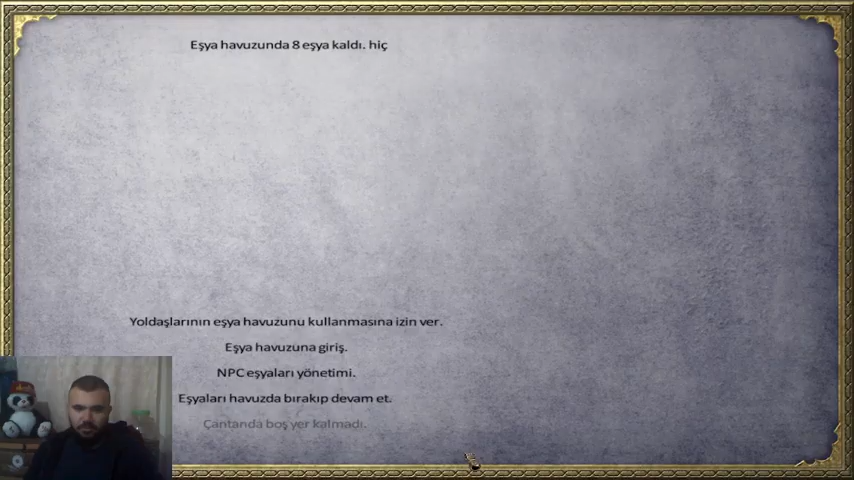 Eşya havuzunda 8 eşya kaldı. hiç
Yoldaşlarının eşya havuzunu kullanmasına izin ver.
Eşya havuzuna giriş.
NPC eşyaları yönetimi.
Eşyaları havuzda bırakıp devam et.
Çantanda boş yer kalmadı.